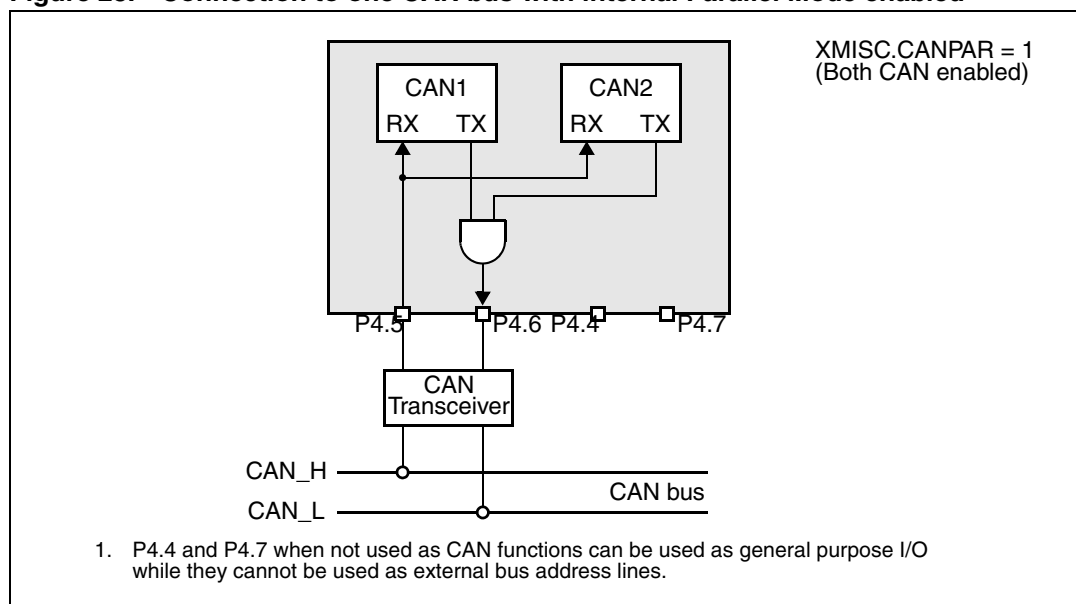 XMISC.CANPAR = 1
(Both CAN enabled)
CAN1
CAN2
RX TX
RX TX
P4.5
P4.6
P4.4
P4.7
CAN
Transceiver
CAN_H
CAN bus
CAN_L
1. P4.4 and P4.7 when not used as CAN functions can be used as general purpose I/O
while they cannot be used as external bus address lines.